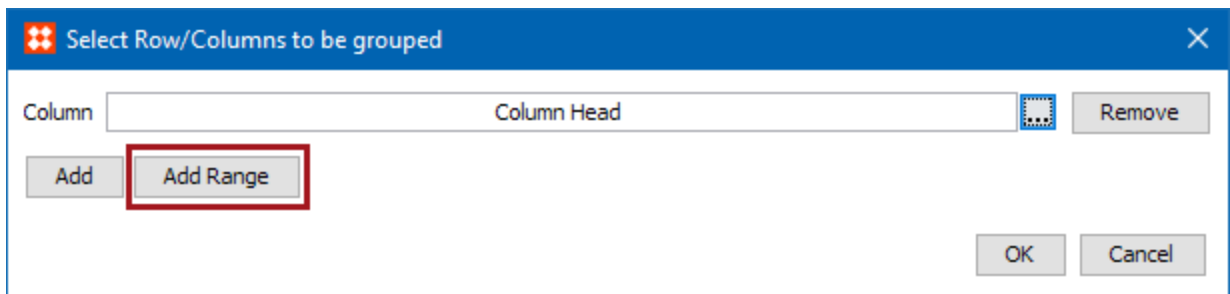 Select Row/Columns to be grouped
Column Column Head ... Remove
Add Add Range
OK Cancel